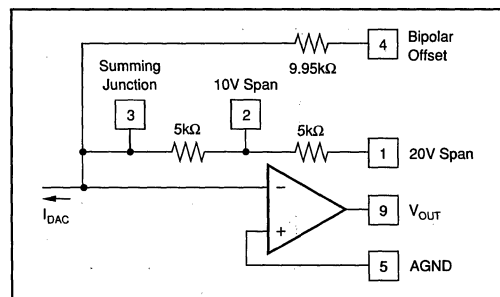 4
Bipolar
Offset
9.95kΩ
Summing
Junction
10V Span
3
2
5kΩ
5kΩ
1
20V Span
I_DAC
−
+
9
V_OUT
5
AGND